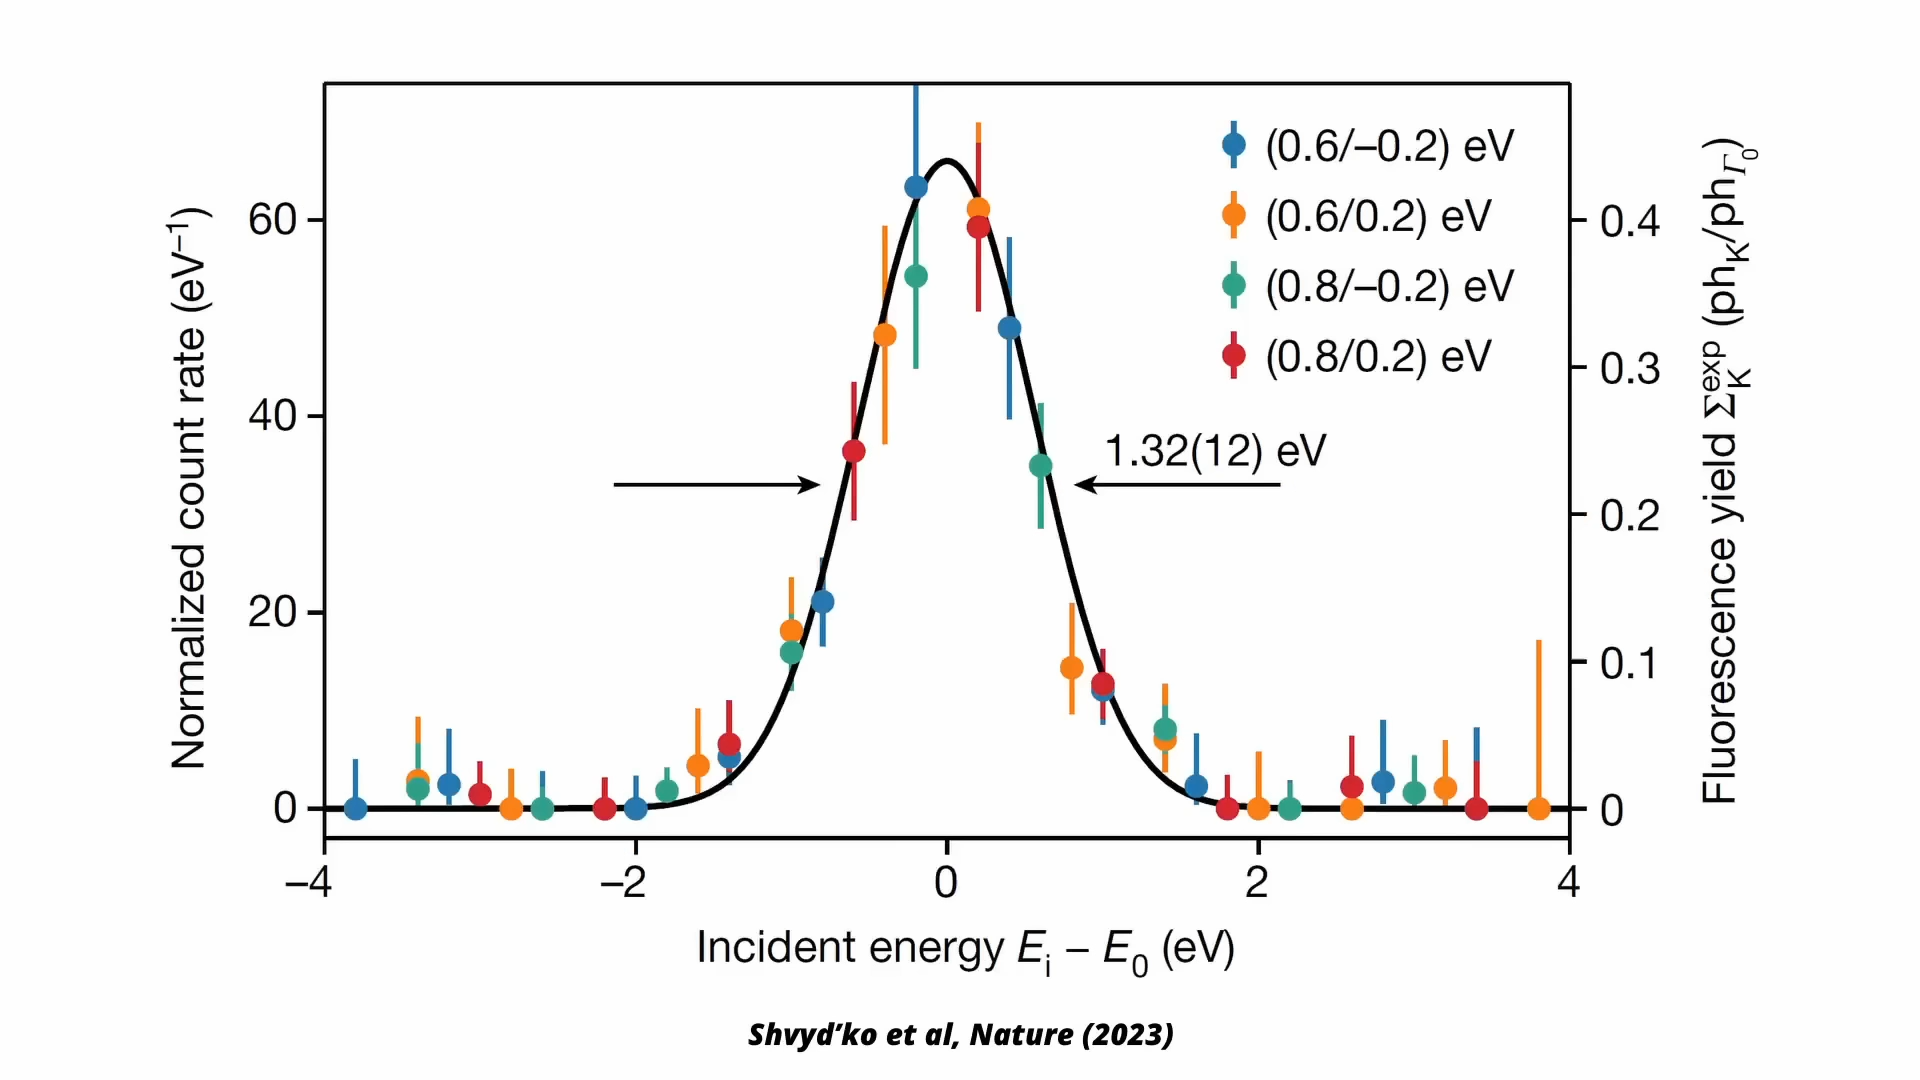 (0.6/–0.2) eV
(0.6/0.2) eV
(0.8/–0.2) eV
(0.8/0.2) eV
1.32(12) eV
Normalized count rate (eV⁻¹)
60
40
20
0
0.4
0.3
0.2
0.1
0
Fluorescence yield Σ_K^exp (ph_K/ph_Γ₀)
–4
–2
0
2
4
Incident energy E_i – E_0 (eV)
Shvyd’ko et al, Nature (2023)